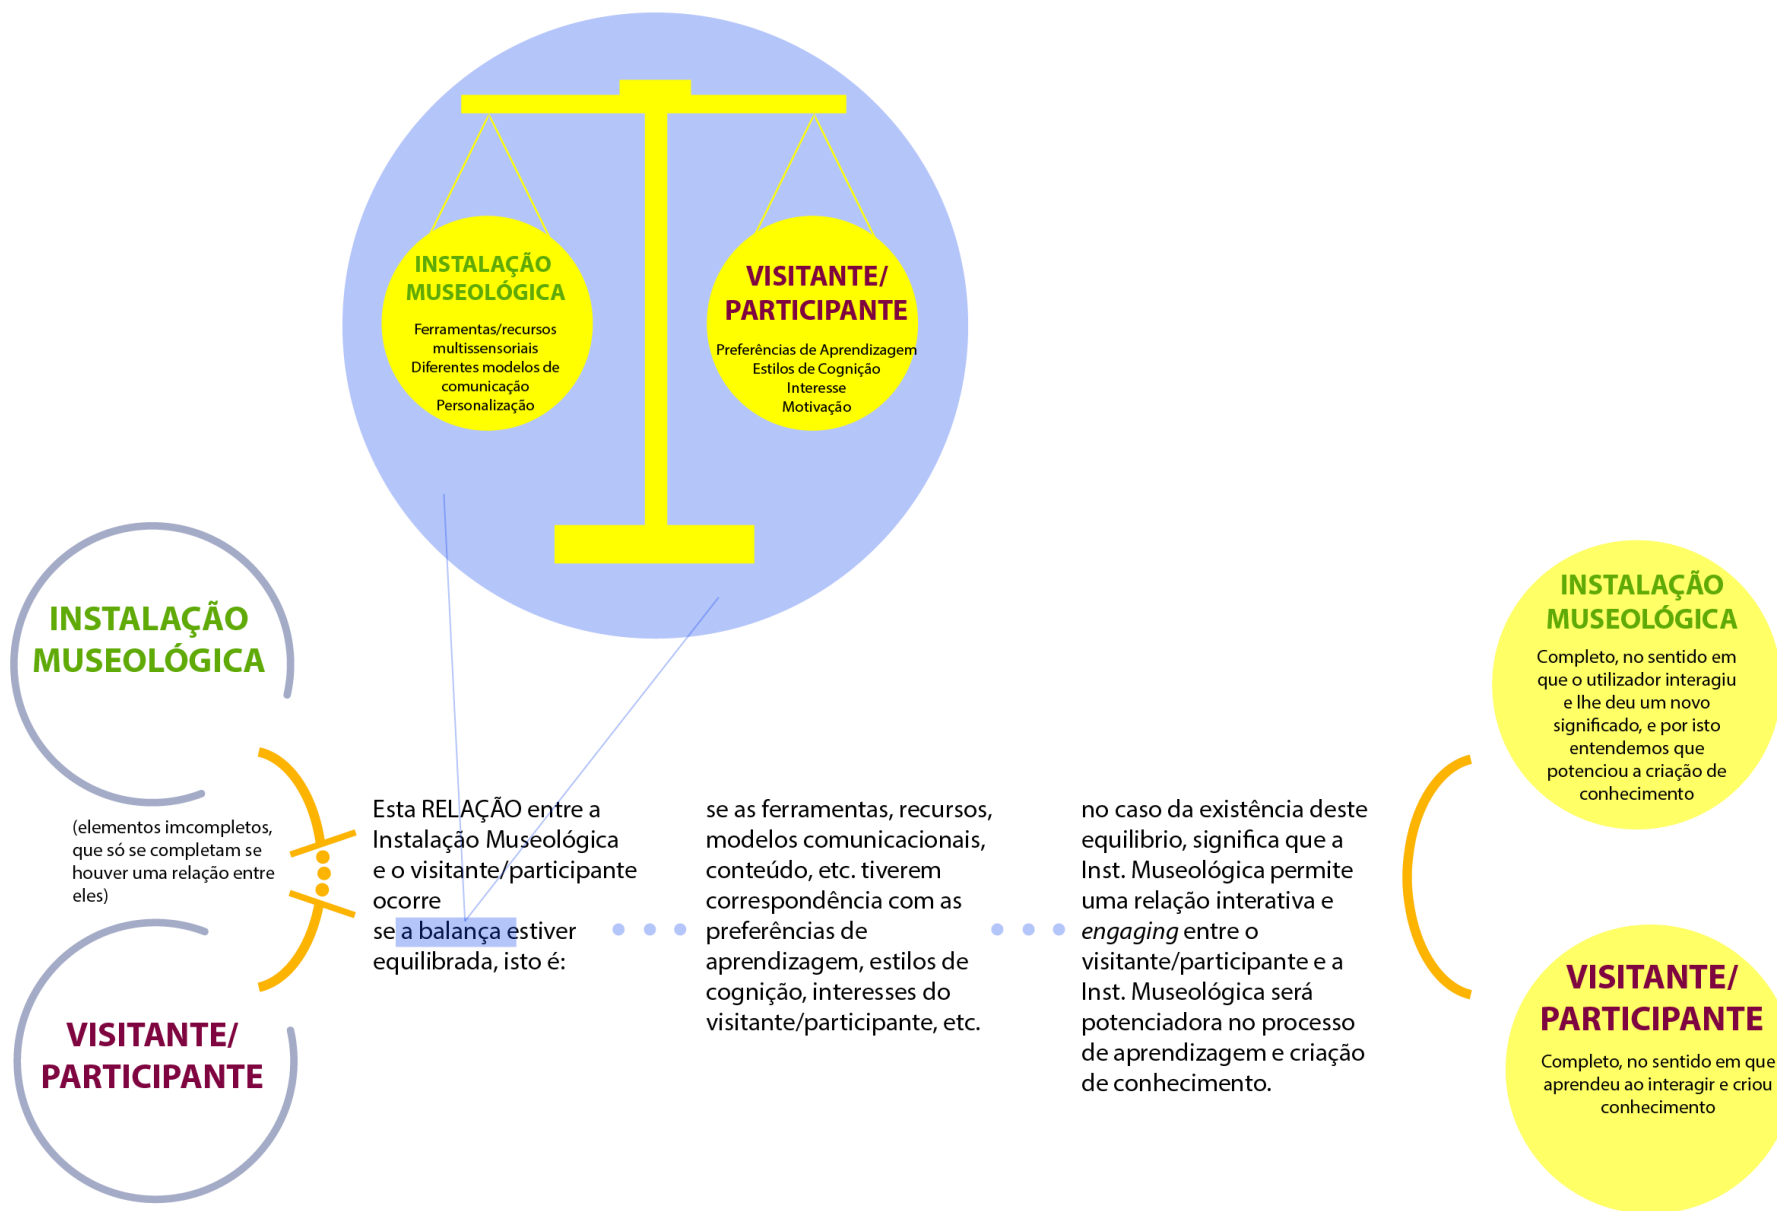 INSTALAÇÃO
MUSEOLÓGICA
Ferramentas/recursos
multissensoriais
Diferentes modelos de
comunicação
Personalização
VISITANTE/
PARTICIPANTE
Preferências de Aprendizagem
Estilos de Cognição
Interesse
Motivação
INSTALAÇÃO
MUSEOLÓGICA
(elementos imcompletos,
que só se completam se
houver uma relação entre
eles)
VISITANTE/
PARTICIPANTE
Esta RELAÇÃO entre a
Instalação Museológica
e o visitante/participante
ocorre
se a balança estiver
equilibrada, isto é:
se as ferramentas, recursos,
modelos comunicacionais,
conteúdo, etc. tiverem
correspondência com as
preferências de
aprendizagem, estilos de
cognição, interesses do
visitante/participante, etc.
no caso da existência deste
equilibrio, significa que a
Inst. Museológica permite
uma relação interativa e
engaging entre o
visitante/participante e a
Inst. Museológica será
potenciadora no processo
de aprendizagem e criação
de conhecimento.
INSTALAÇÃO
MUSEOLÓGICA
Completo, no sentido em
que o utilizador interagiu
e lhe deu um novo
significado, e por isto
entendemos que
potenciou a criação de
conhecimento
VISITANTE/
PARTICIPANTE
Completo, no sentido em que
aprendeu ao interagir e criou
conhecimento